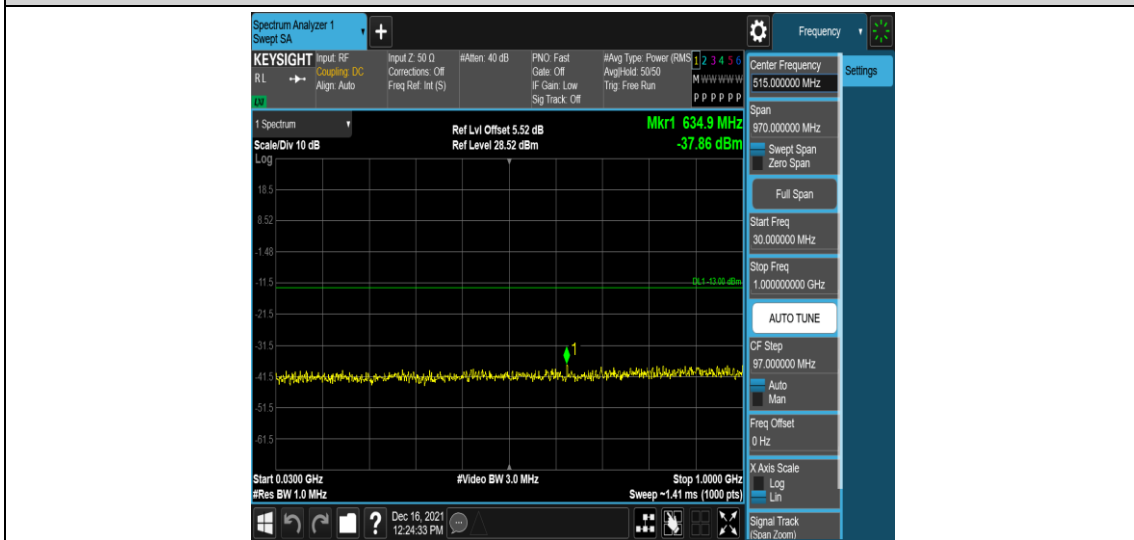 Spectrum Analyzer 1
Swept SA
+
Frequency
KEYSIGHT
RL
LXI
Input: RF
Coupling: DC
Align: Auto
Input Z: 50 Ω
Corrections: Off
Freq Ref: Int (S)
#Atten: 40 dB
PNO: Fast
Gate: Off
IF Gain: Low
Sig Track: Off
#Avg Type: Power (RMS
Avg|Hold: 50/50
Trig: Free Run
1 2 3 4 5 6
M W W W W W
P P P P P P
1 Spectrum
Scale/Div 10 dB
Log
Ref Lvl Offset 5.52 dB
Ref Level 28.52 dBm
Mkr1 634.9 MHz
-37.86 dBm
18.5
8.52
-1.48
-11.5
-21.5
-31.5
-41.5
-51.5
-61.5
DL1 -13.00 dBm
1
Start 0.0300 GHz
#Res BW 1.0 MHz
#Video BW 3.0 MHz
Stop 1.0000 GHz
Sweep ~1.41 ms (1000 pts)
Center Frequency
515.000000 MHz
Settings
Span
970.000000 MHz
Swept Span
Zero Span
Full Span
Start Freq
30.000000 MHz
Stop Freq
1.000000000 GHz
AUTO TUNE
CF Step
97.000000 MHz
Auto
Man
Freq Offset
0 Hz
X Axis Scale
Log
Lin
Signal Track
(Span Zoom)
?
Dec 16, 2021
12:24:33 PM